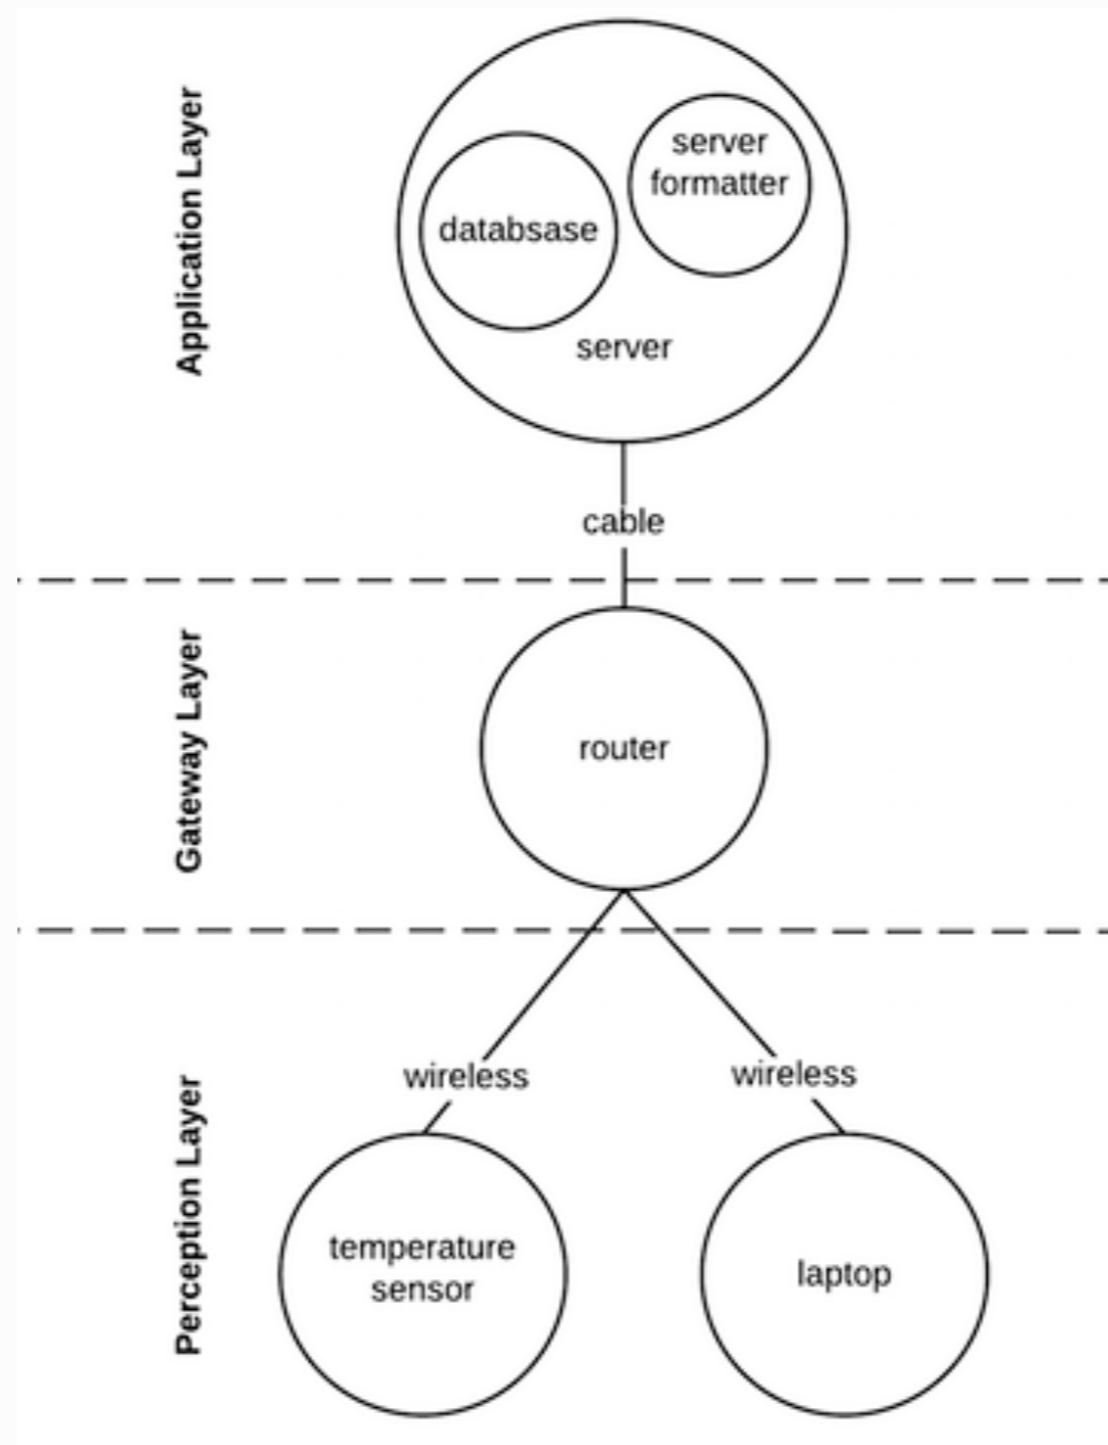 Application Layer
server
formatter
databsase
server
cable
Gateway Layer
router
Perception Layer
wireless
wireless
temperature
sensor
laptop